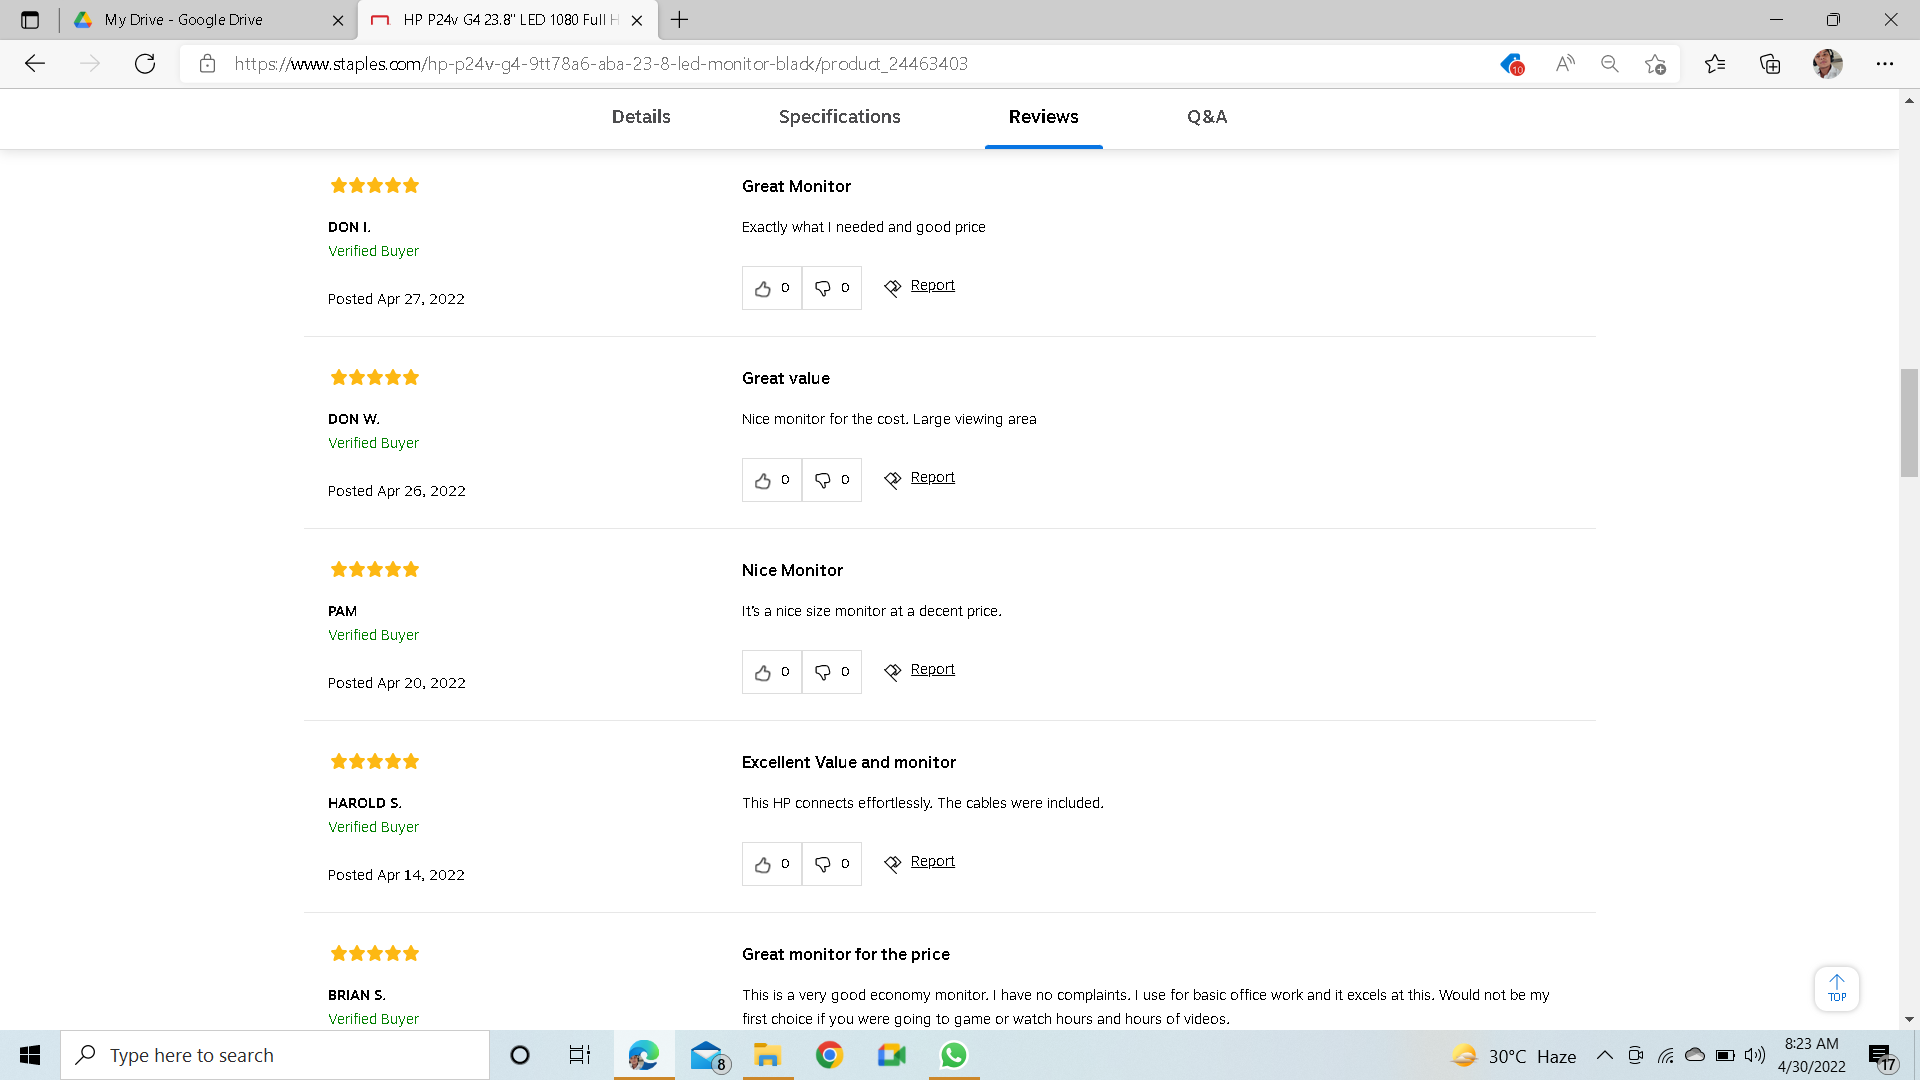 My Drive - Google Drive
HP P24v G4 23.8" LED 1080 Full H
https://www.staples.com/hp-p24v-g4-9tt78a6-aba-23-8-led-monitor-black/product_24463403
10
Details
Specifications
Reviews
Q&A
Great Monitor
DON I.
Exactly what I needed and good price
Verified Buyer
0
0
Report
Posted Apr 27, 2022
Great value
DON W.
Nice monitor for the cost. Large viewing area
Verified Buyer
0
0
Report
Posted Apr 26, 2022
Nice Monitor
PAM
It's a nice size monitor at a decent price.
Verified Buyer
0
0
Report
Posted Apr 20, 2022
Excellent Value and monitor
HAROLD S.
This HP connects effortlessly. The cables were included.
Verified Buyer
0
0
Report
Posted Apr 14, 2022
Great monitor for the price
BRIAN S.
This is a very good economy monitor. I have no complaints. I use for basic office work and it excels at this. Would not be my
Verified Buyer
first choice if you were going to game or watch hours and hours of videos.
TOP
Type here to search
8
30°C Haze
8:23 AM
4/30/2022
17